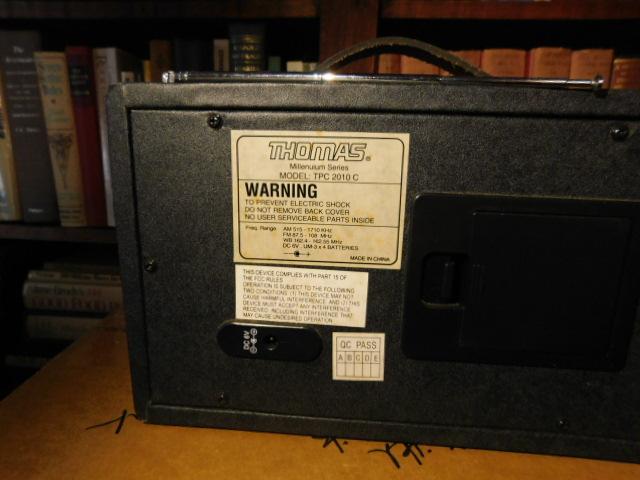 THOMAS®
Millenuium Series
MODEL: TPC 2010 C
WARNING
TO PREVENT ELECTRIC SHOCK
DO NOT REMOVE BACK COVER
NO USER SERVICEABLE PARTS INSIDE
Freq. Range AM 515 - 1710 KHz
FM 87.5 - 108 MHz
WB 162.4 - 162.55 MHz
DC 6V , UM-3 x 4 BATTERIES
MADE IN CHINA
THIS DEVICE COMPLIES WITH PART 15 OF
THE FCC RULES
OPERATION IS SUBJECT TO THE FOLLOWING
TWO CONDITIONS: (1) THIS DEVICE MAY NOT
CAUSE HARMFUL INTERFERENCE. AND (2) THIS
DEVICE MUST ACCEPT ANY INTERFERENCE
RECEIVED. INCLUDING INTERFERENCE THAT
MAY CAUSE UNDESIRED OPERATION.
DC 6V
QC PASS
A B C D E